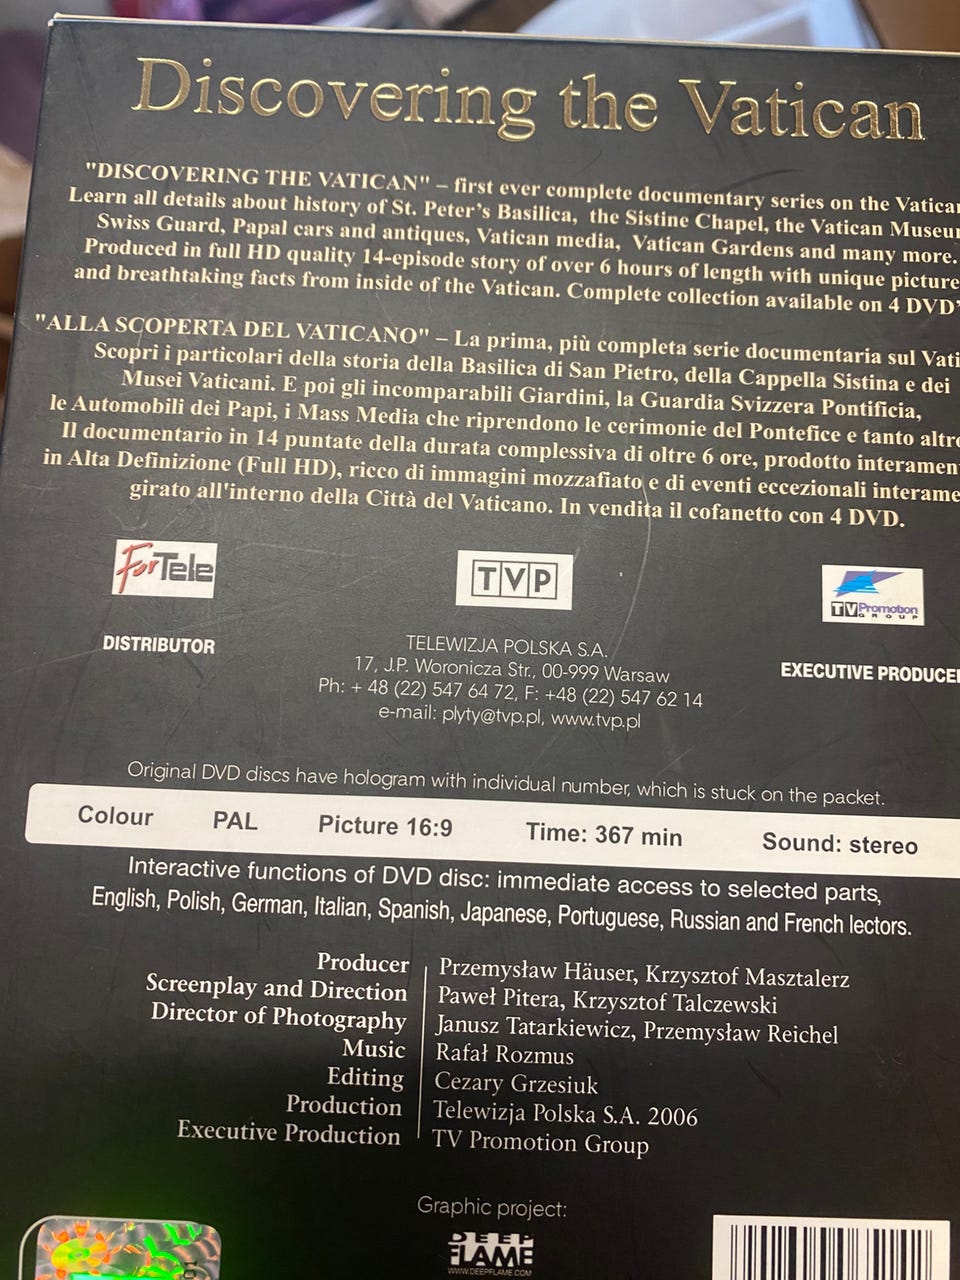 Discovering the Vatican
"DISCOVERING THE VATICAN" – first ever complete documentary series on the Vatican
Learn all details about history of St. Peter's Basilica, the Sistine Chapel, the Vatican Museum
Swiss Guard, Papal cars and antiques, Vatican media, Vatican Gardens and many more.
Produced in full HD quality 14-episode story of over 6 hours of length with unique picture
and breathtaking facts from inside of the Vatican. Complete collection available on 4 DVD'
"ALLA SCOPERTA DEL VATICANO" – La prima, più completa serie documentaria sul Vati
Scopri i particolari della storia della Basilica di San Pietro, della Cappella Sistina e dei
Musei Vaticani. E poi gli incomparabili Giardini, la Guardia Svizzera Pontificia,
le Automobili dei Papi, i Mass Media che riprendono le cerimonie del Pontefice e tanto altro
Il documentario in 14 puntate della durata complessiva di oltre 6 ore, prodotto interamen
in Alta Definizione (Full HD), ricco di immagini mozzafiato e di eventi eccezionali interame
girato all'interno della Città del Vaticano. In vendita il cofanetto con 4 DVD.
ForTele
TVP
TV Promotion
GROUP
DISTRIBUTOR
TELEWIZJA POLSKA S.A.
17, J.P. Woronicza Str., 00-999 Warsaw
Ph: + 48 (22) 547 64 72, F: +48 (22) 547 62 14
e-mail: plyty@tvp.pl, www.tvp.pl
EXECUTIVE PRODUCER
Original DVD discs have hologram with individual number, which is stuck on the packet.
Colour PAL Picture 16:9 Time: 367 min Sound: stereo
Interactive functions of DVD disc: immediate access to selected parts,
English, Polish, German, Italian, Spanish, Japanese, Portuguese, Russian and French lectors.
Producer Przemysław Häuser, Krzysztof Masztalerz
Screenplay and Direction Paweł Pitera, Krzysztof Talczewski
Director of Photography Janusz Tatarkiewicz, Przemysław Reichel
Music Rafał Rozmus
Editing Cezary Grzesiuk
Production Telewizja Polska S.A. 2006
Executive Production TV Promotion Group
Graphic project:
DEEP
FLAME
WWW.DEEPFLAME.COM